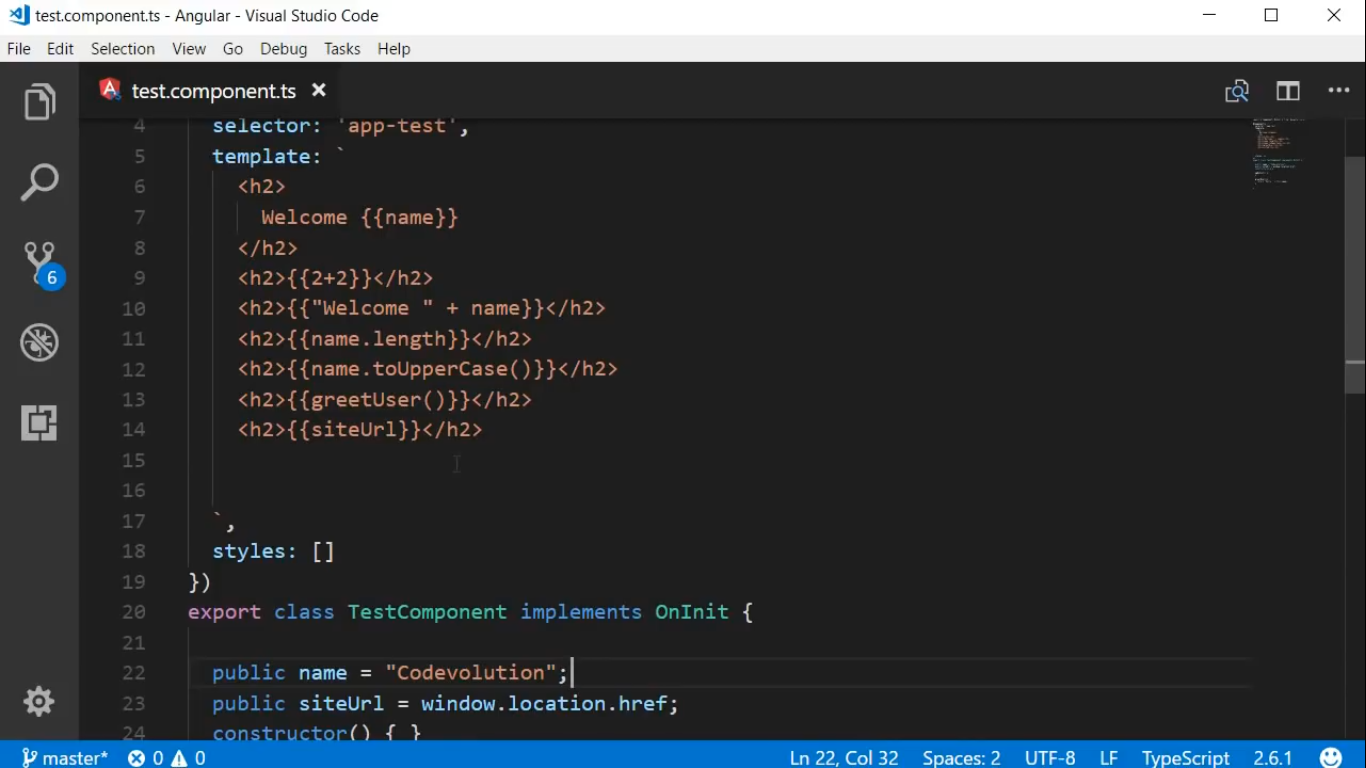 test.component.ts - Angular - Visual Studio Code
File Edit Selection View Go Debug Tasks Help
test.component.ts
4 selector: 'app-test',
5 template: `
6 <h2>
7 Welcome {{name}}
8 </h2>
9 <h2>{{2+2}}</h2>
10 <h2>{{"Welcome " + name}}</h2>
11 <h2>{{name.length}}</h2>
12 <h2>{{name.toUpperCase()}}</h2>
13 <h2>{{greetUser()}}</h2>
14 <h2>{{siteUrl}}</h2>
15
16
17 `,
18 styles: []
19 })
20 export class TestComponent implements OnInit {
21
22 public name = "Codevolution";
23 public siteUrl = window.location.href;
24 constructor() { }
6
master* 0 0 Ln 22, Col 32 Spaces: 2 UTF-8 LF TypeScript 2.6.1